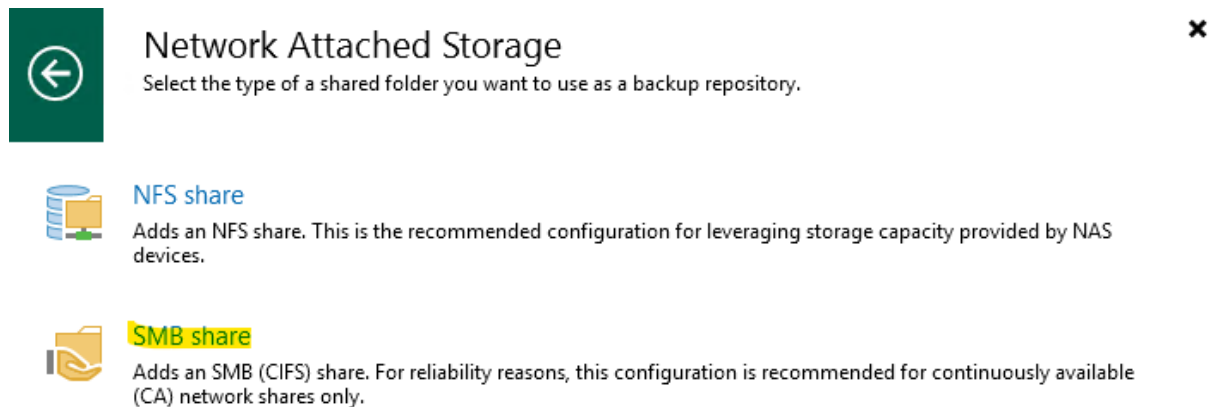 Network Attached Storage
Select the type of a shared folder you want to use as a backup repository.
NFS share
Adds an NFS share. This is the recommended configuration for leveraging storage capacity provided by NAS
devices.
SMB share
Adds an SMB (CIFS) share. For reliability reasons, this configuration is recommended for continuously available
(CA) network shares only.